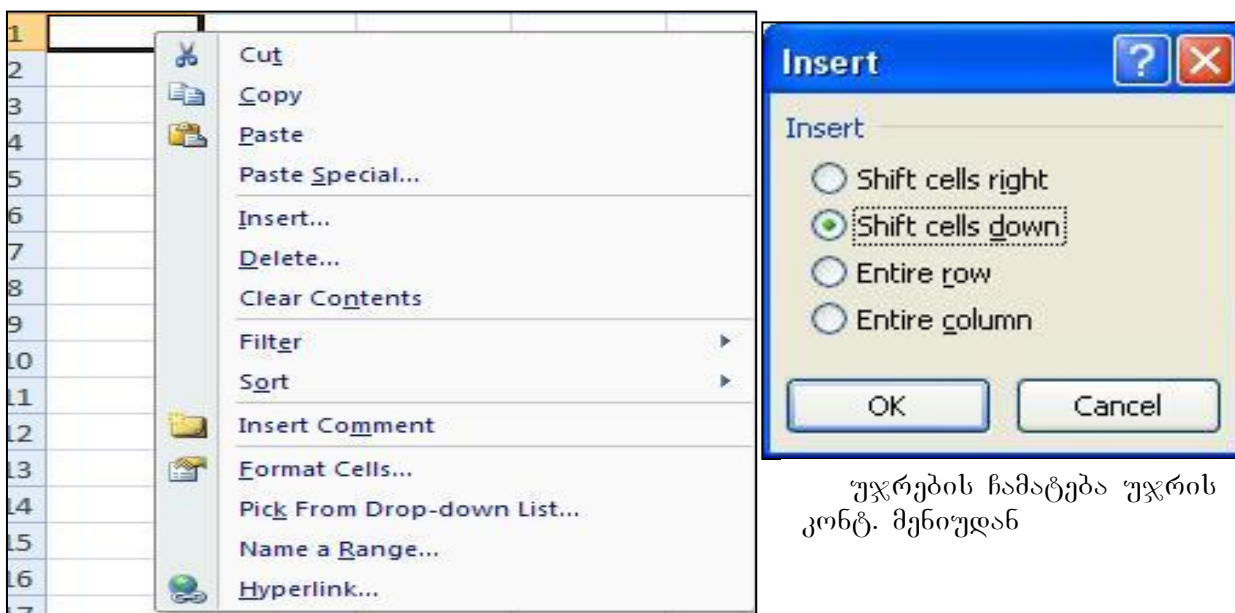 1
2
3
4
5
6
7
8
9
10
11
12
13
14
15
16
17
Cut
Copy
Paste
Paste Special...
Insert...
Delete...
Clear Contents
Filter
Sort
Insert Comment
Format Cells...
Pick From Drop-down List...
Name a Range...
Hyperlink...
Insert
Insert
Shift cells right
Shift cells down
Entire row
Entire column
OK
Cancel
უჯრების ჩამატება უჯრის
კონტ. მენიუდან